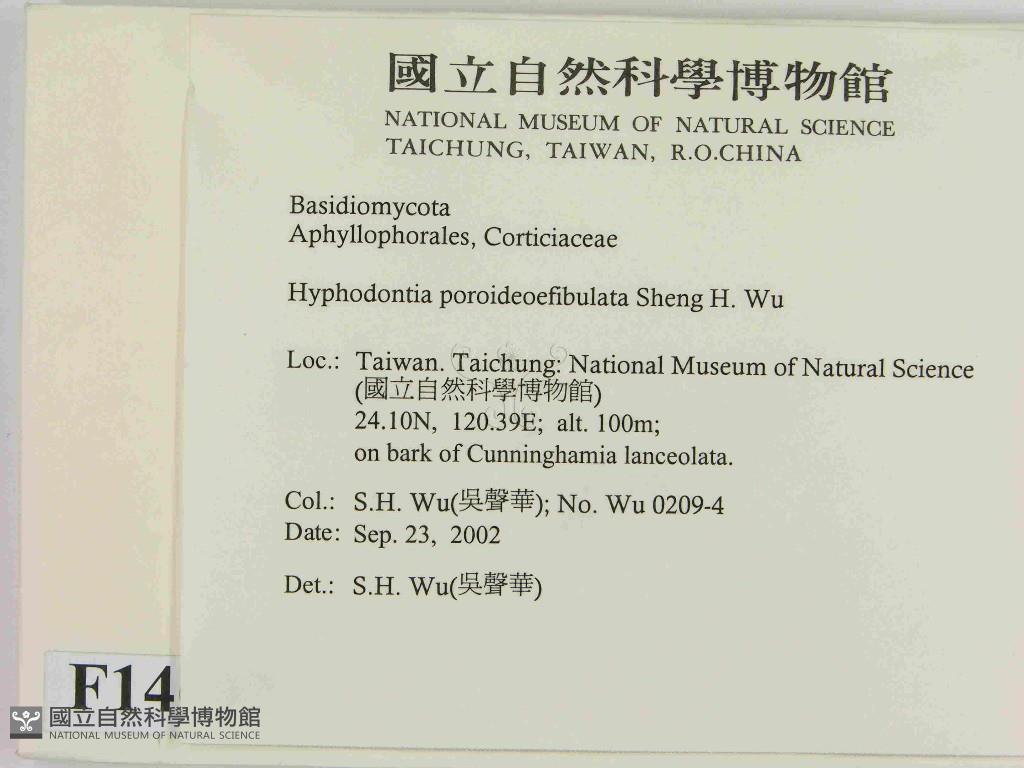 國立自然科學博物館
NATIONAL MUSEUM OF NATURAL SCIENCE
TAICHUNG, TAIWAN, R.O.CHINA
Basidiomycota
Aphyllophorales, Corticiaceae
Hyphodontia poroideoefibulata Sheng H. Wu
Loc.: Taiwan. Taichung: National Museum of Natural Science
(國立自然科學博物館)
24.10N, 120.39E; alt. 100m;
on bark of Cunninghamia lanceolata.
Col.: S.H. Wu(吳聲華); No. Wu 0209-4
Date: Sep. 23, 2002
Det.: S.H. Wu(吳聲華)
F14
國立自然科學博物館
NATIONAL MUSEUM OF NATURAL SCIENCE